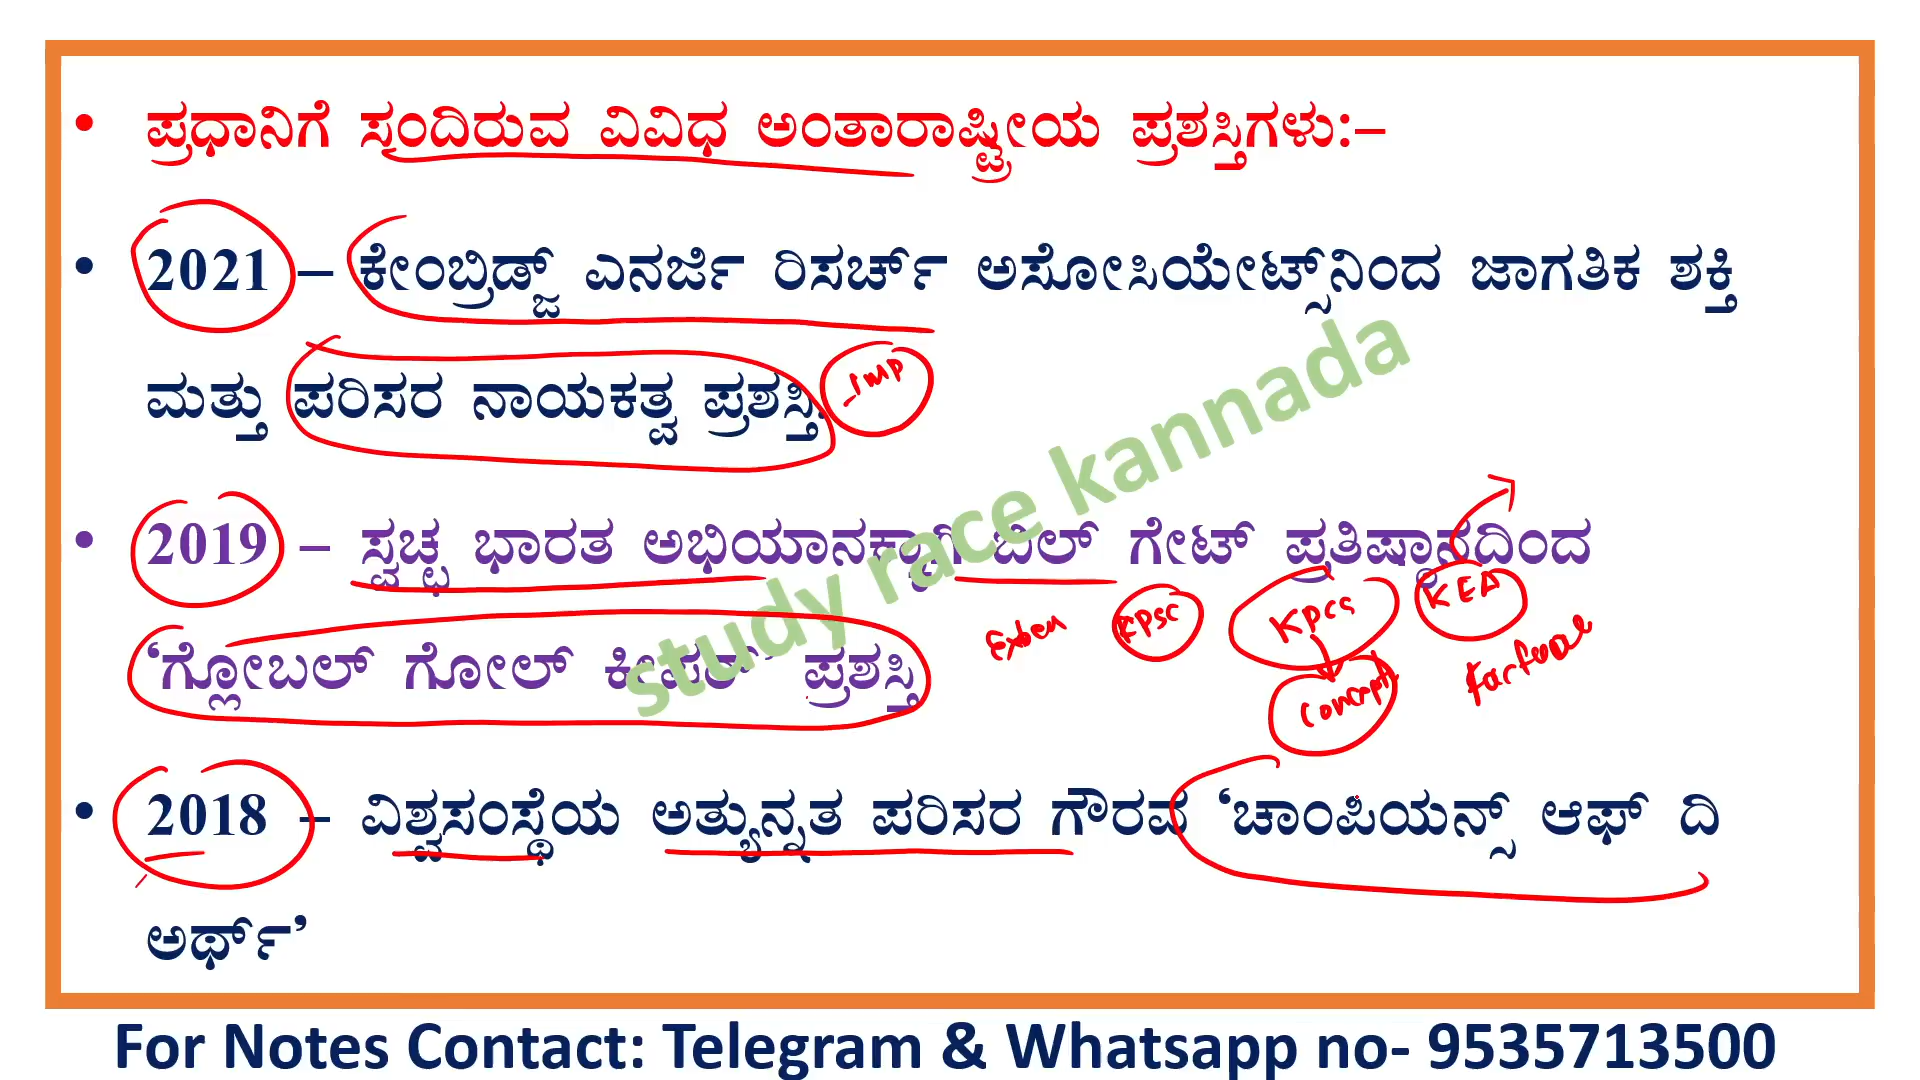 • ಪ್ರಧಾನಿಗೆ ಸಂದಿರುವ ವಿವಿಧ ಅಂತಾರಾಷ್ಟ್ರೀಯ ಪ್ರಶಸ್ತಿಗಳು:–
• 2021 – ಕೇಂಬ್ರಿಡ್ಜ್ ಎನರ್ಜಿ ರಿಸರ್ಚ್ ಅಸೋಸಿಯೇಟ್ಸ್‌ನಿಂದ ಜಾಗತಿಕ ಶಕ್ತಿ
ಮತ್ತು ಪರಿಸರ ನಾಯಕತ್ವ ಪ್ರಶಸ್ತಿ.
imp
• 2019 – ಸ್ವಚ್ಛ ಭಾರತ ಅಭಿಯಾನಕ್ಕಾಗಿ ಬಿಲ್ ಗೇಟ್ ಪ್ರತಿಷ್ಠಾನದಿಂದ
KPSC KPCS KEA
‘ಗ್ಲೋಬಲ್ ಗೋಲ್ ಕೀಪರ್’ ಪ್ರಶಸ್ತಿ
Concept
• 2018 – ವಿಶ್ವಸಂಸ್ಥೆಯ ಅತ್ಯುನ್ನತ ಪರಿಸರ ಗೌರವ ‘ಚಾಂಪಿಯನ್ಸ್ ಆಫ್ ದಿ
ಅರ್ಥ್’
study race kannada
For Notes Contact: Telegram & Whatsapp no- 9535713500